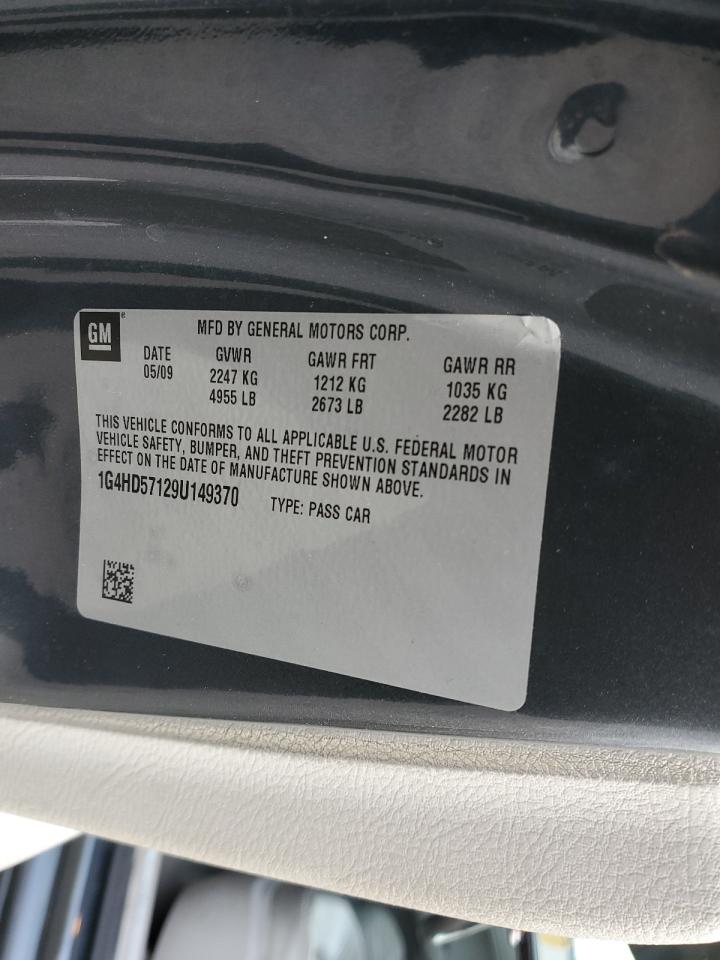 GM ®
MFD BY GENERAL MOTORS CORP.
DATE GVWR GAWR FRT GAWR RR
05/09 2247 KG 1212 KG 1035 KG
4955 LB 2673 LB 2282 LB
THIS VEHICLE CONFORMS TO ALL APPLICABLE U.S. FEDERAL MOTOR
VEHICLE SAFETY, BUMPER, AND THEFT PREVENTION STANDARDS IN
EFFECT ON THE DATE OF MANUFACTURE SHOWN ABOVE.
1G4HD57129U149370 TYPE: PASS CAR